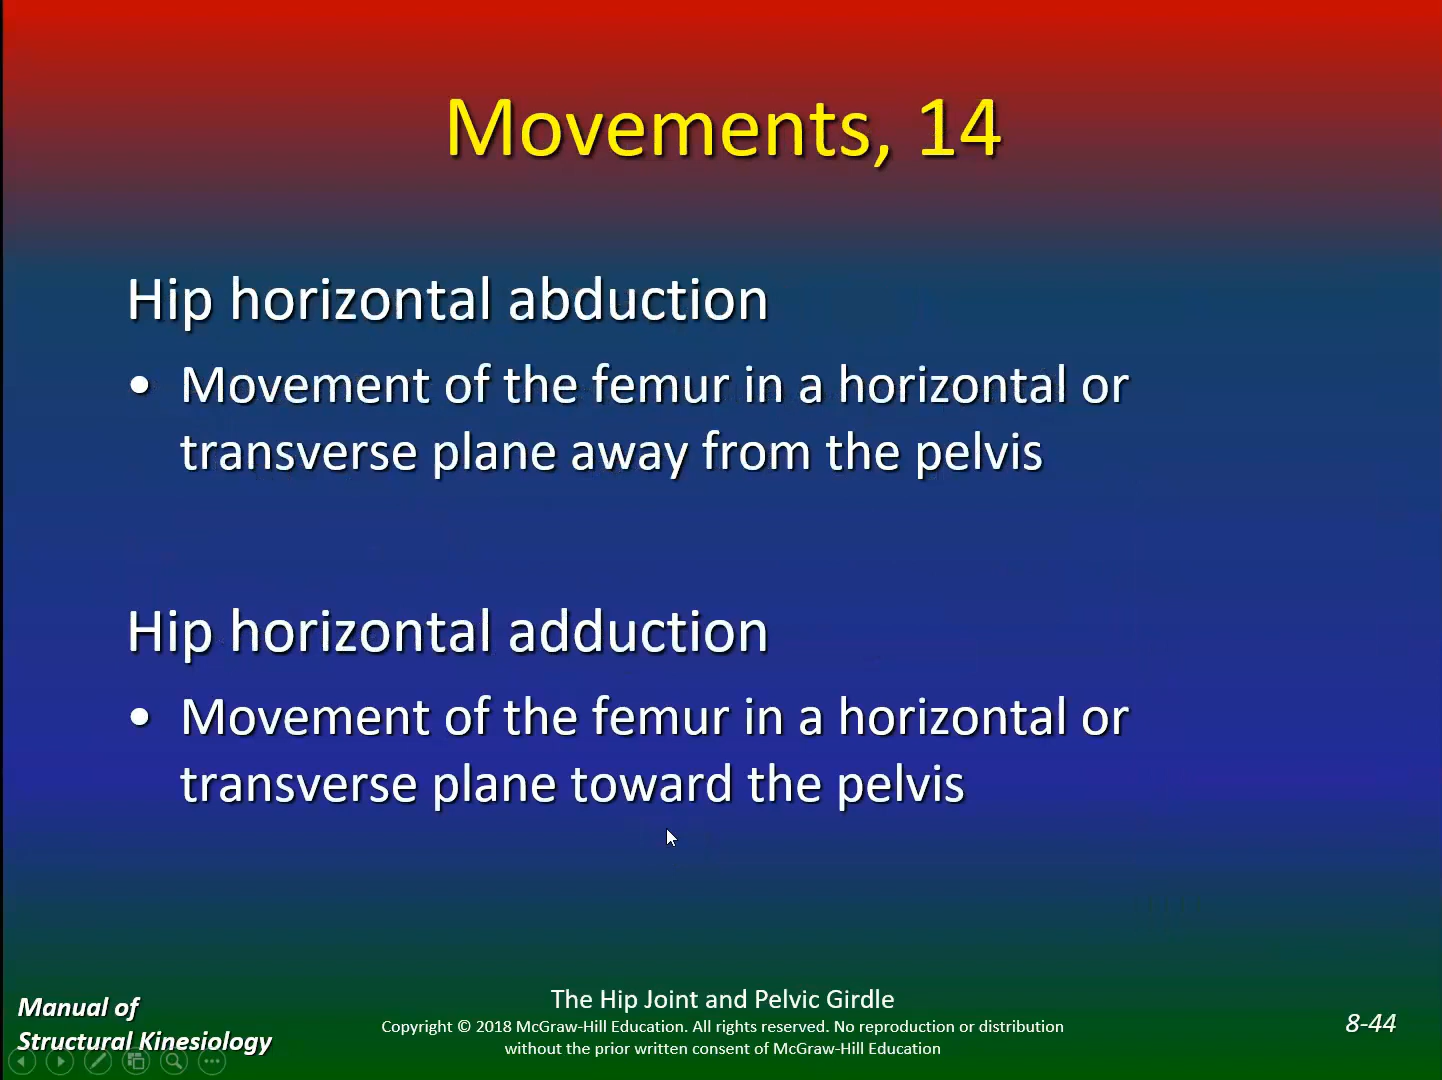 Movements, 14
Hip horizontal abduction
• Movement of the femur in a horizontal or
transverse plane away from the pelvis
Hip horizontal adduction
• Movement of the femur in a horizontal or
transverse plane toward the pelvis
Manual of
Structural Kinesiology
The Hip Joint and Pelvic Girdle
Copyright © 2018 McGraw-Hill Education. All rights reserved. No reproduction or distribution
without the prior written consent of McGraw-Hill Education
8-44